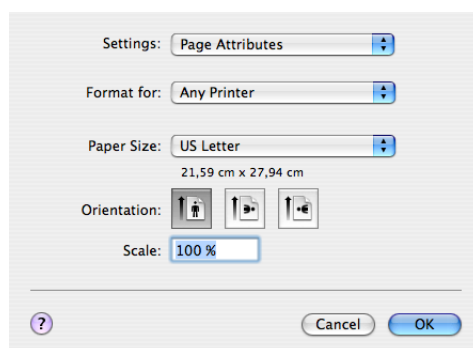 Settings: Page Attributes
Format for: Any Printer
Paper Size: US Letter
21,59 cm x 27,94 cm
Orientation:
Scale: 100 %
? Cancel OK